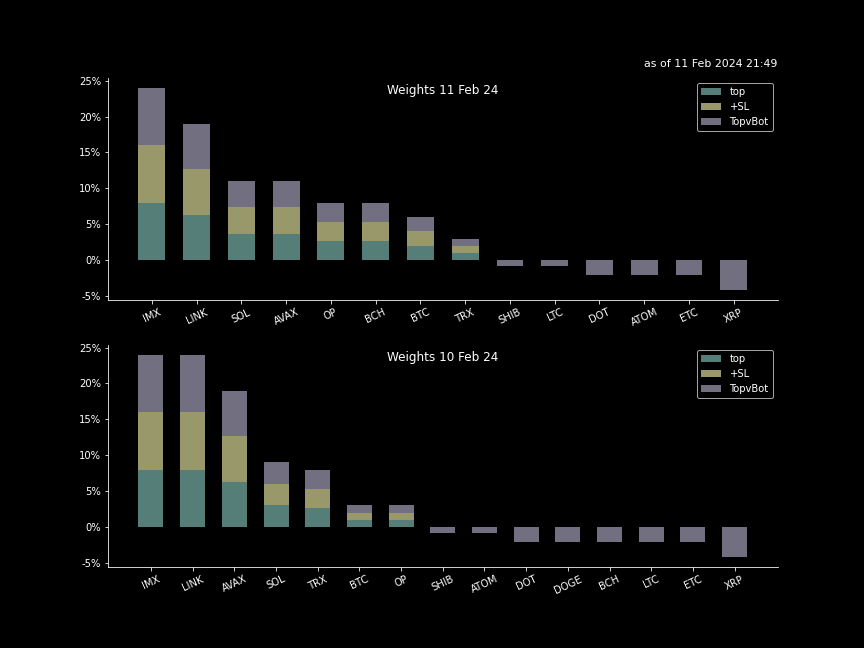 as of 11 Feb 2024 21:49
Weights 11 Feb 24
top
+SL
TopvBot
25%
20%
15%
10%
5%
0%
-5%
IMX LINK SOL AVAX OP BCH BTC TRX SHIB LTC DOT ATOM ETC XRP
Weights 10 Feb 24
top
+SL
TopvBot
25%
20%
15%
10%
5%
0%
-5%
IMX LINK AVAX SOL TRX BTC OP SHIB ATOM DOT DOGE BCH LTC ETC XRP